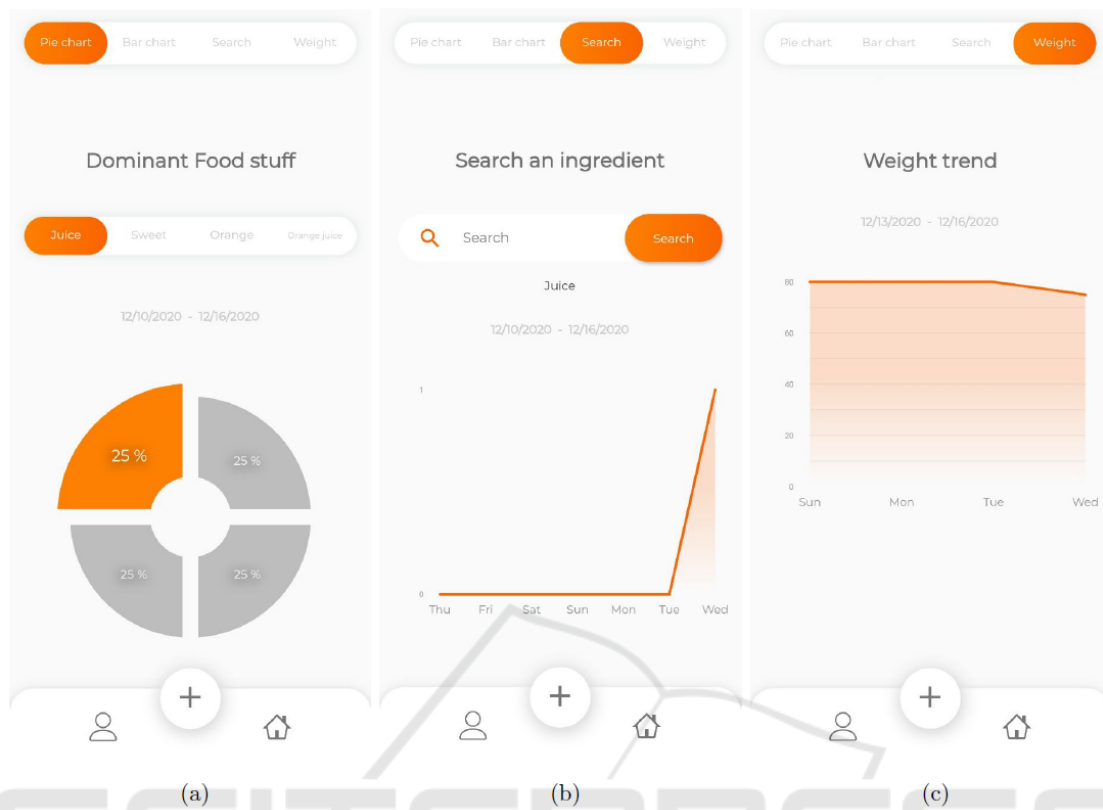 Pie chart Bar chart Search Weight
Dominant Food stuff
Juice Sweet Orange Orange juice
12/10/2020 - 12/16/2020
25 %
25 %
25 %
25 %
(a)
Pie chart Bar chart Search Weight
Search an ingredient
Search Search
Juice
12/10/2020 - 12/16/2020
1
0
Thu Fri Sat Sun Mon Tue Wed
(b)
Pie chart Bar chart Search Weight
Weight trend
12/13/2020 - 12/16/2020
80
60
40
20
0
Sun Mon Tue Wed
(c)